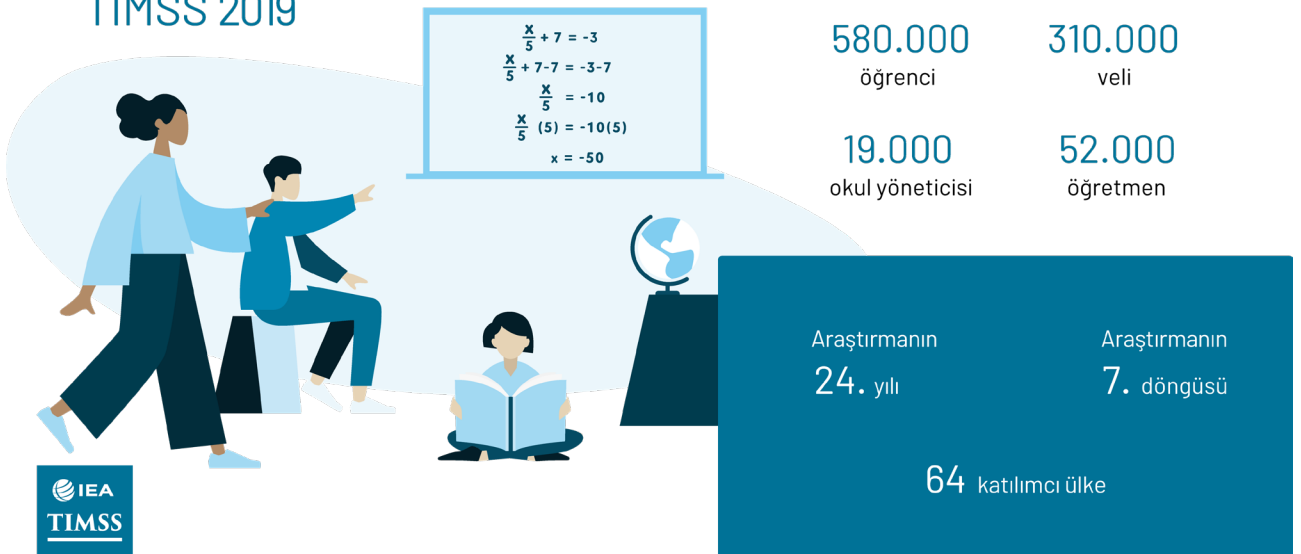 TIMSS 2019
x/5 + 7 = -3
x/5 + 7-7 = -3-7
x/5 = -10
x/5 (5) = -10(5)
x = -50
580.000
öğrenci
310.000
veli
19.000
okul yöneticisi
52.000
öğretmen
Araştırmanın
24. yılı
Araştırmanın
7. döngüsü
64 katılımcı ülke
IEA
TIMSS